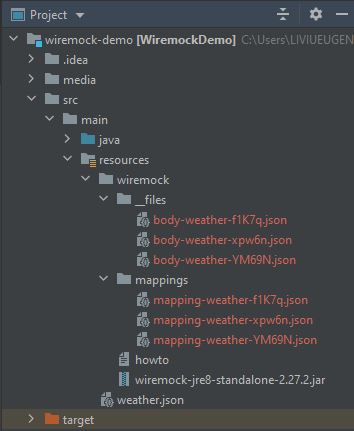 Project
wiremock-demo [WiremockDemo] C:\Users\LIVIUEUGEN
.idea
media
src
main
java
resources
wiremock
__files
body-weather-f1K7q.json
body-weather-xpw6n.json
body-weather-YM69N.json
mappings
mapping-weather-f1K7q.json
mapping-weather-xpw6n.json
mapping-weather-YM69N.json
howto
wiremock-jre8-standalone-2.27.2.jar
weather.json
target